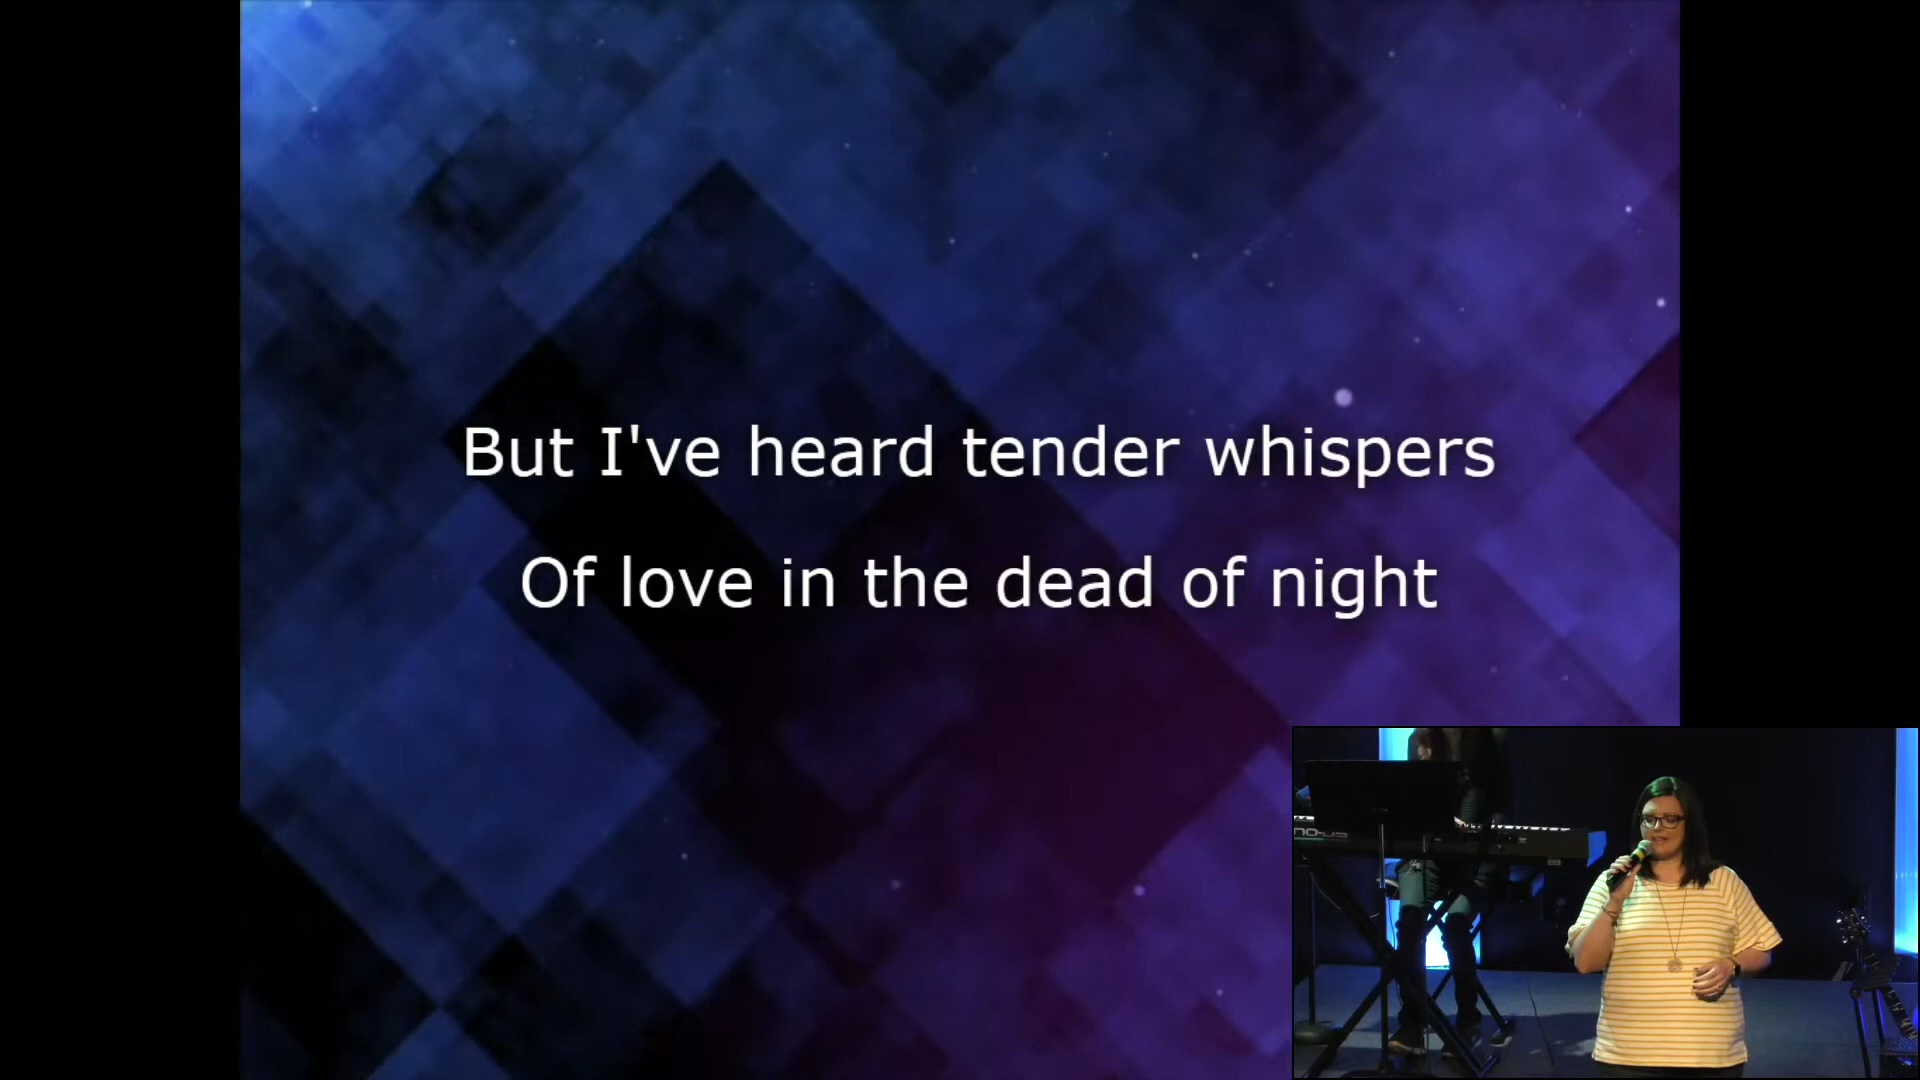 But I've heard tender whispers
Of love in the dead of night